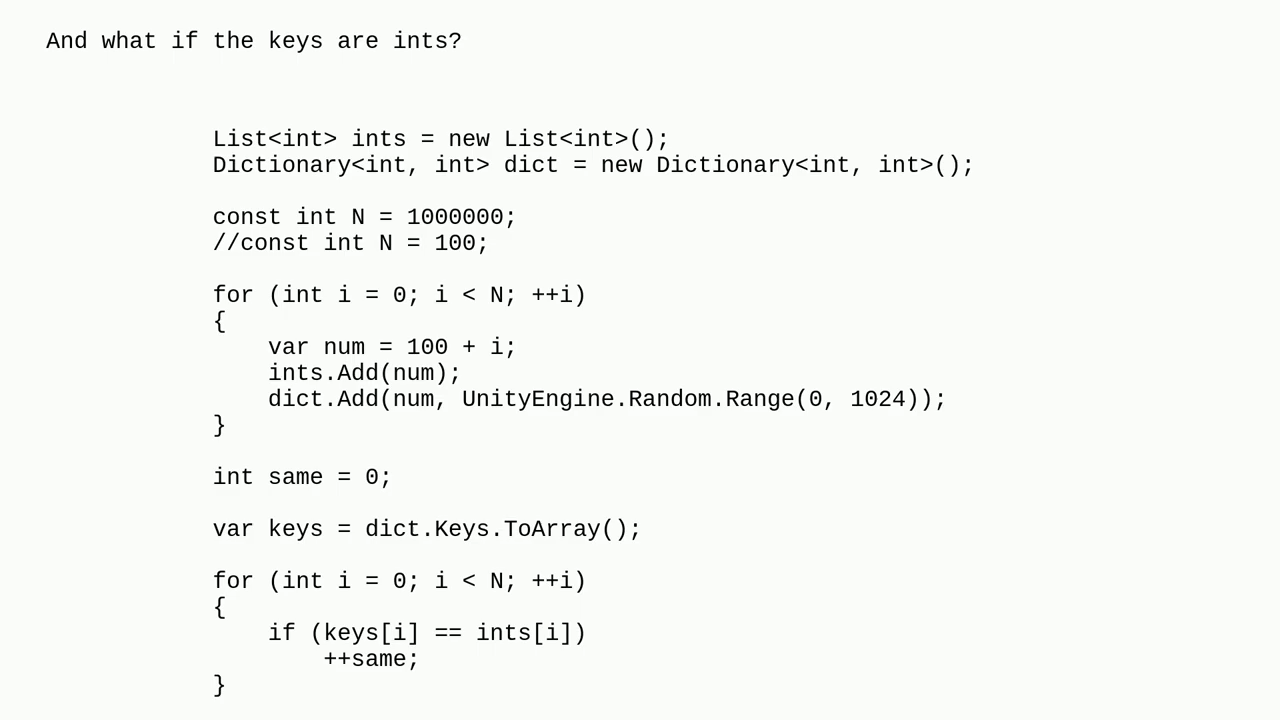 And what if the keys are ints?
List<int> ints = new List<int>();
Dictionary<int, int> dict = new Dictionary<int, int>();
const int N = 1000000;
//const int N = 100;
for (int i = 0; i < N; ++i)
{
var num = 100 + i;
ints.Add(num);
dict.Add(num, UnityEngine.Random.Range(0, 1024));
}
int same = 0;
var keys = dict.Keys.ToArray();
for (int i = 0; i < N; ++i)
{
if (keys[i] == ints[i])
++same;
}